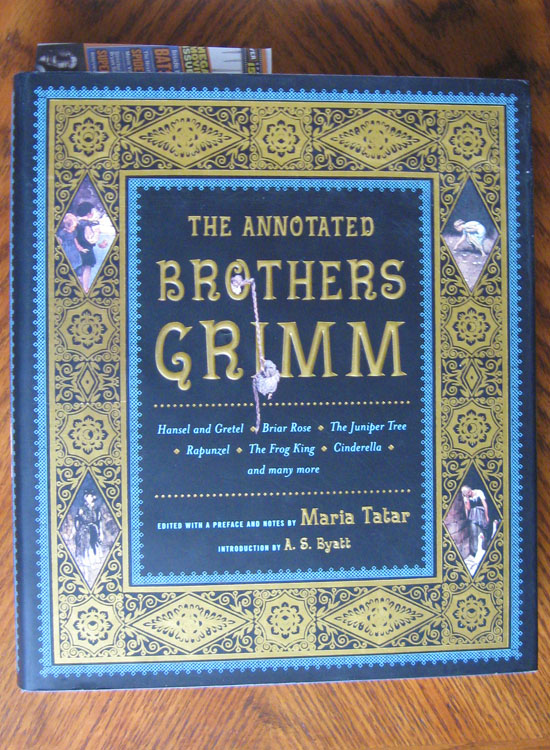 THE ANNOTATED
BROTHERS
GRIMM
Hansel and Gretel ◆ Briar Rose ◆ The Juniper Tree
◆ Rapunzel ◆ The Frog King ◆ Cinderella ◆
and many more
EDITED WITH A PREFACE AND NOTES BY Maria Tatar
INTRODUCTION BY A. S. Byatt